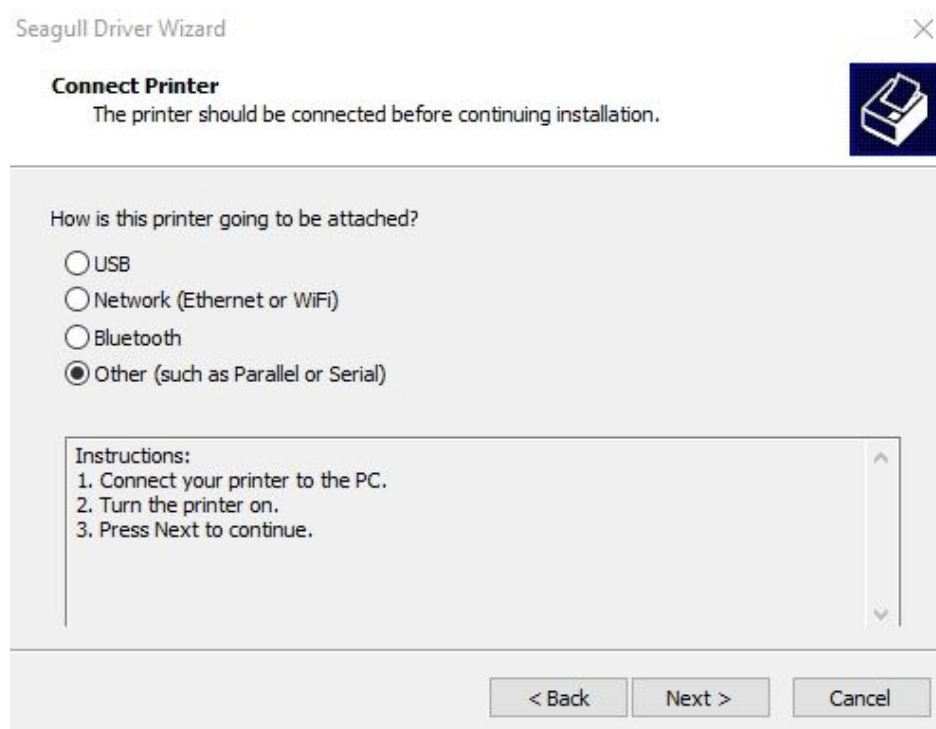 Seagull Driver Wizard
Connect Printer
The printer should be connected before continuing installation.
How is this printer going to be attached?
USB
Network (Ethernet or WiFi)
Bluetooth
Other (such as Parallel or Serial)
Instructions:
1. Connect your printer to the PC.
2. Turn the printer on.
3. Press Next to continue.
< Back Next > Cancel